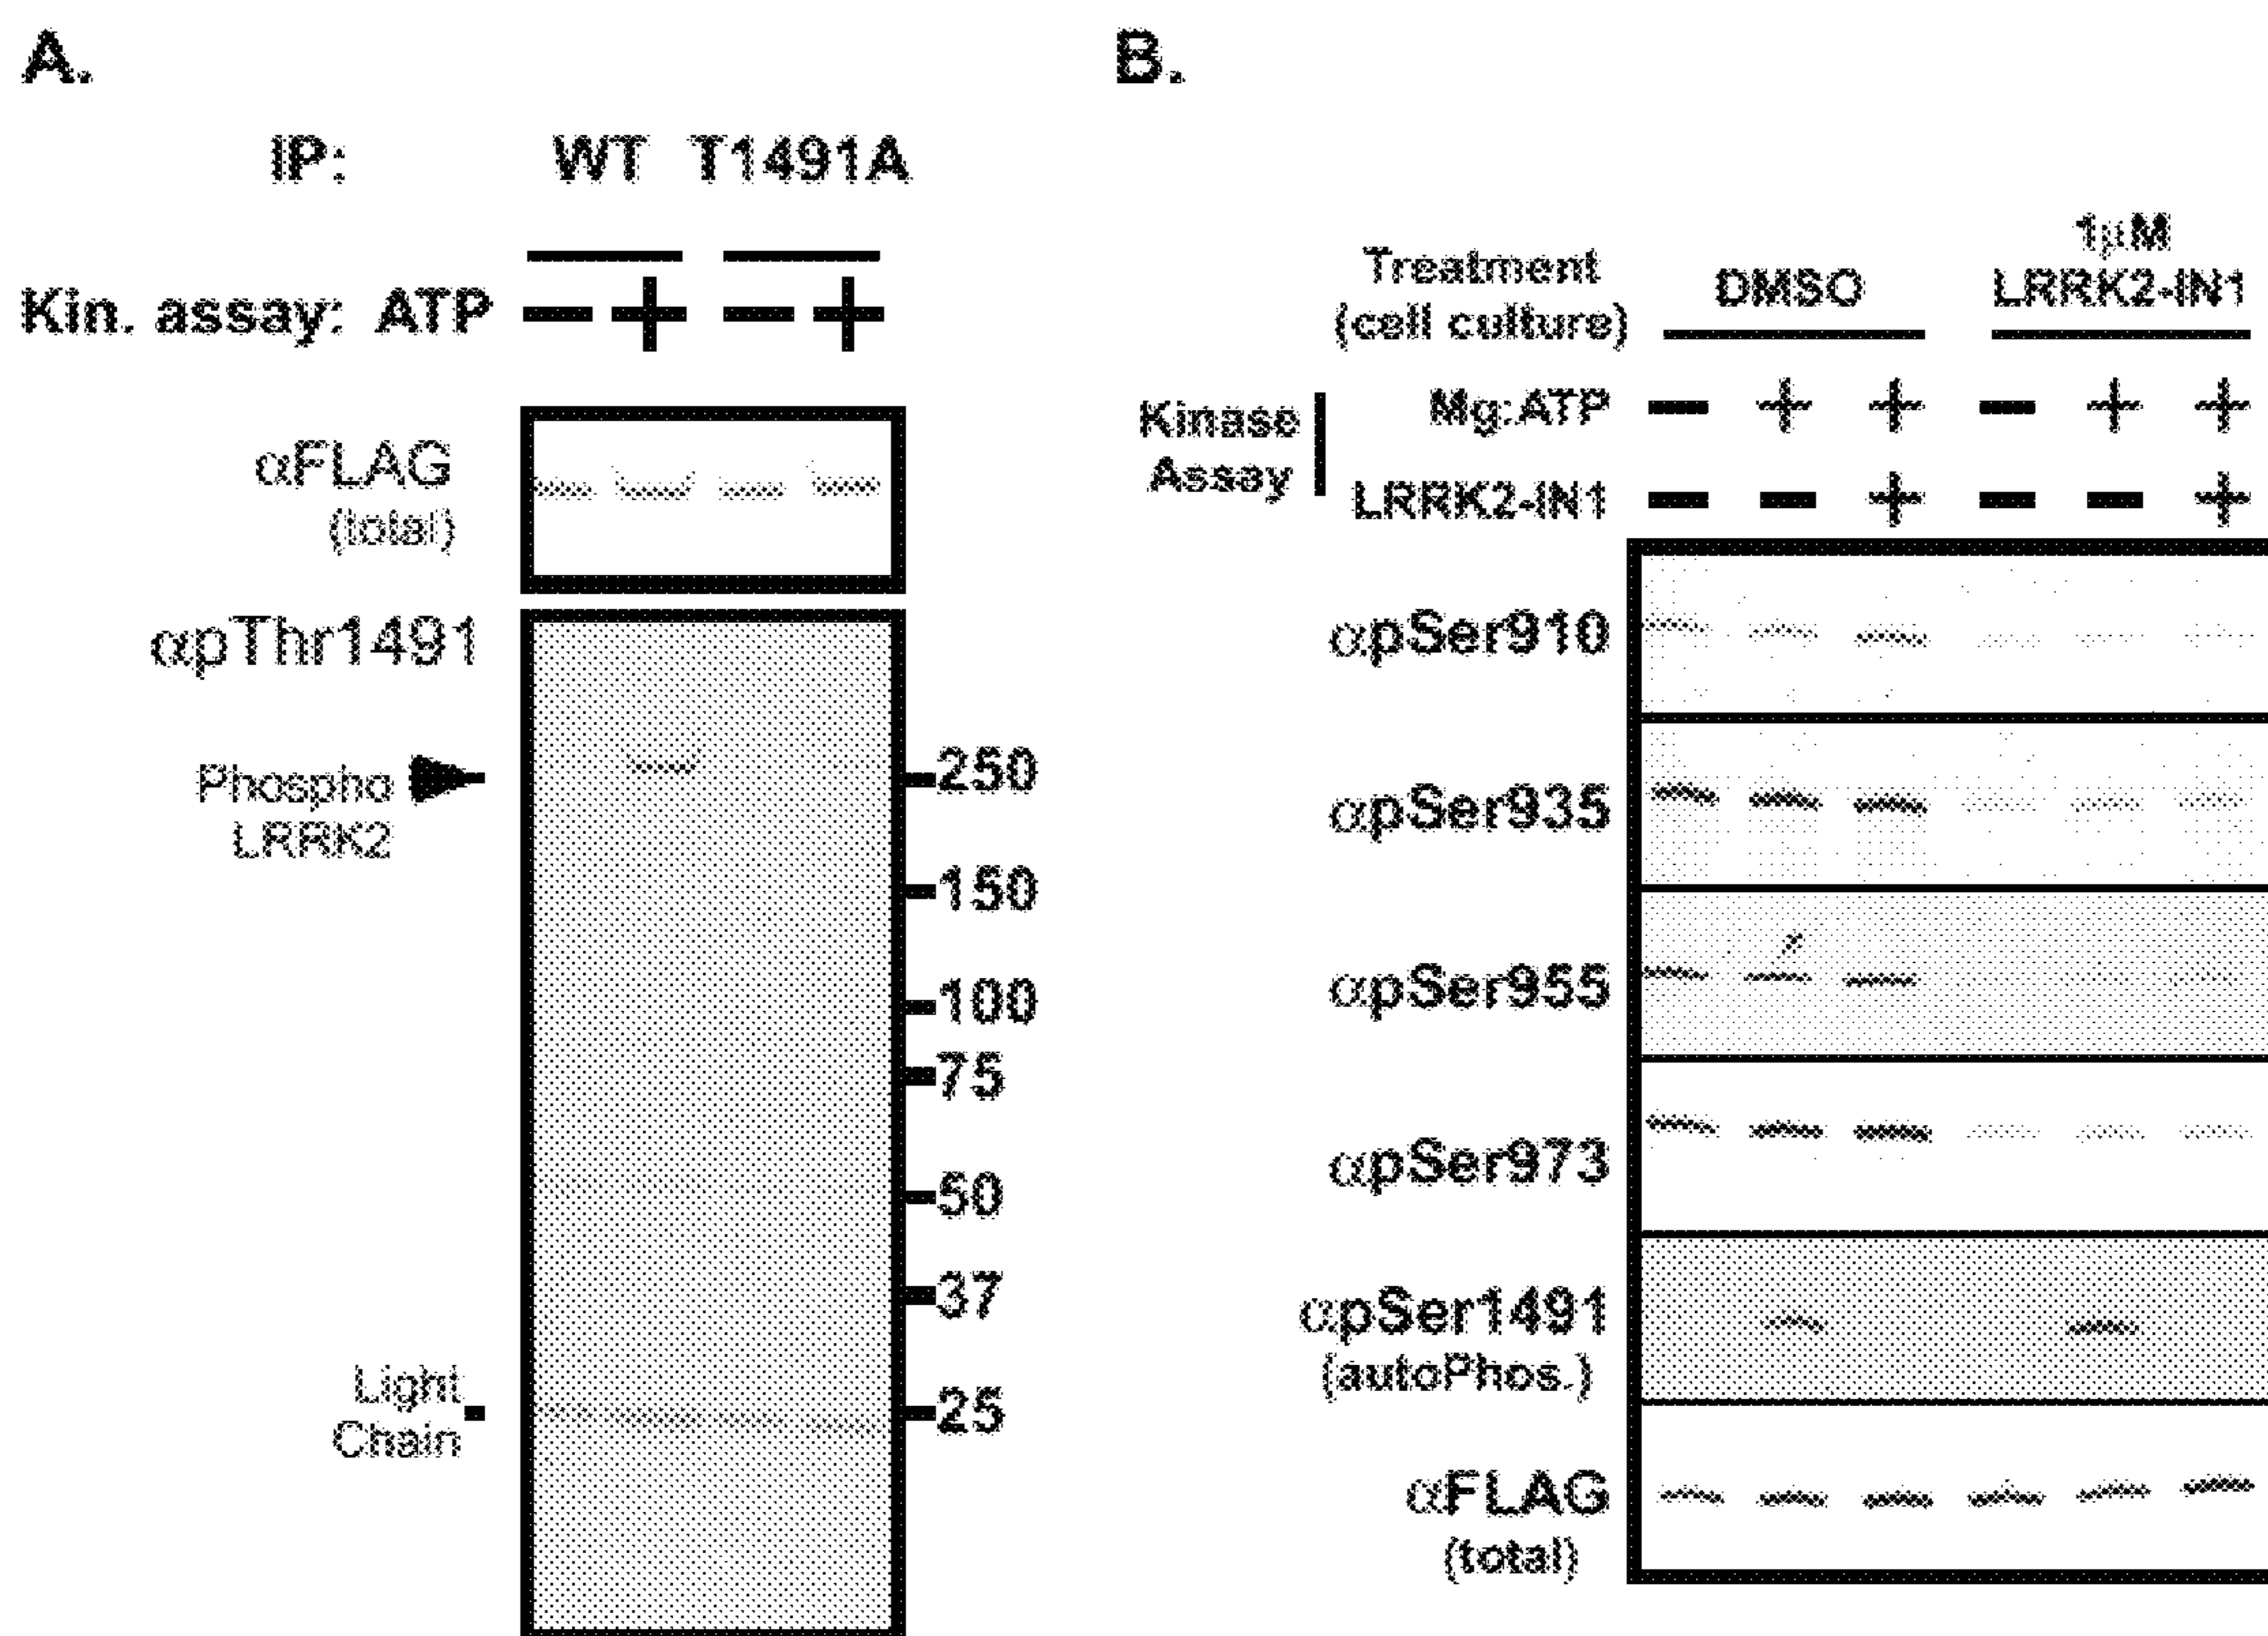 A.
IP: WT T1491A
Kin. assay: ATP − + − +
αFLAG
(total)
αpThr1491
Phospho
LRRK2
250
150
100
75
50
37
25
Light
Chain
B.
Treatment
(cell culture)
DMSO
1µM
LRRK2-IN1
Kinase
Assay
Mg:ATP − + + − + +
LRRK2-IN1 − − + − − +
αpSer910
αpSer935
αpSer955
αpSer973
αpSer1491
(autoPhos.)
αFLAG
(total)